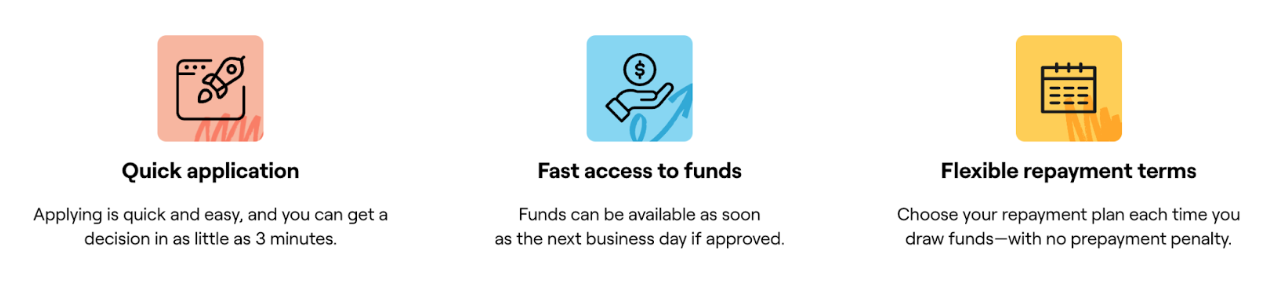 $
Quick application
Applying is quick and easy, and you can get a
decision in as little as 3 minutes.
Fast access to funds
Funds can be available as soon
as the next business day if approved.
Flexible repayment terms
Choose your repayment plan each time you
draw funds—with no prepayment penalty.